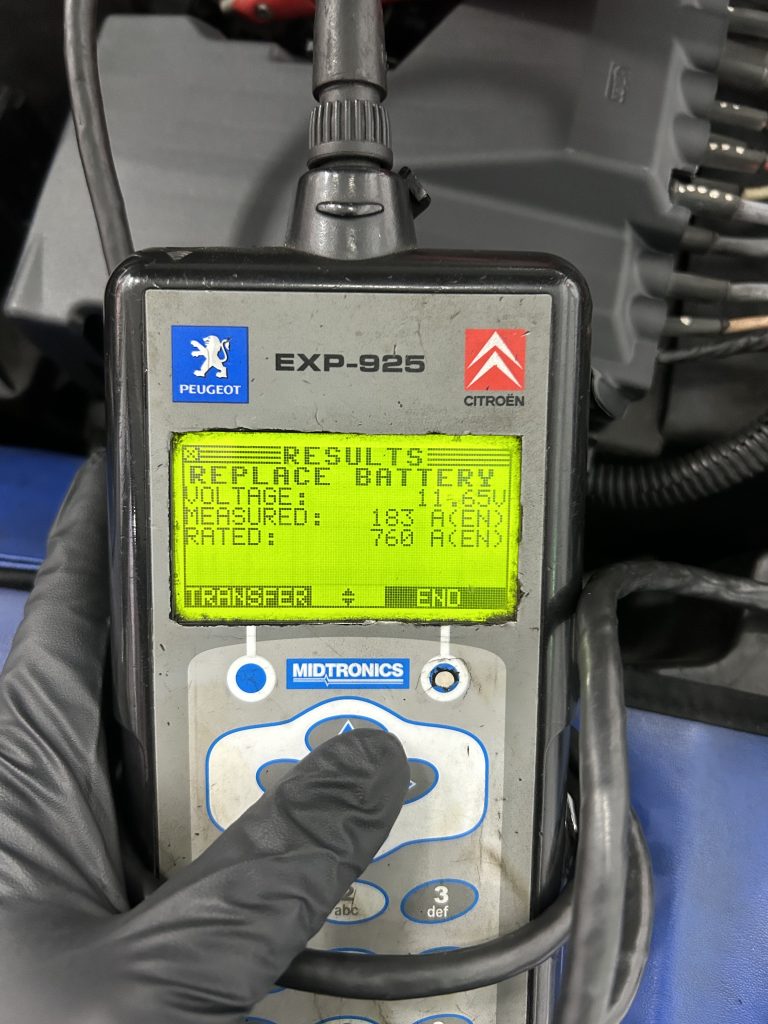 PEUGEOT
EXP-925
CITROËN
RESULTS
REPLACE BATTERY
VOLTAGE: 11.65V
MEASURED: 183 A(EN)
RATED: 760 A(EN)
TRANSFER END
MIDTRONICS
2 3
abc def